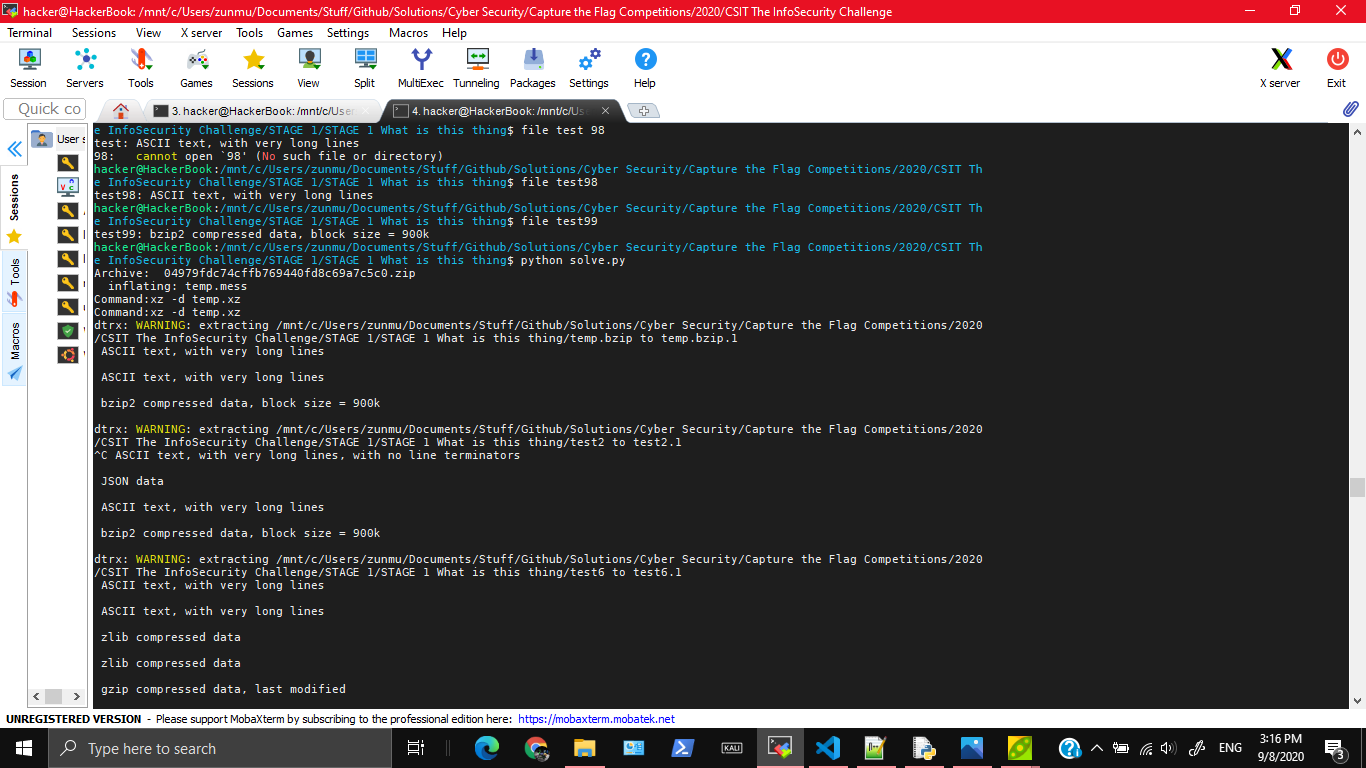 hacker@HackerBook: /mnt/c/Users/zunmu/Documents/Stuff/Github/Solutions/Cyber Security/Capture the Flag Competitions/2020/CSIT The InfoSecurity Challenge
Terminal Sessions View X server Tools Games Settings Macros Help
Session Servers Tools Games Sessions View Split MultiExec Tunneling Packages Settings Help X server Exit
Quick co
3. hacker@HackerBook: /mnt/c/User
4. hacker@HackerBook: /mnt/c/Us
User s
Sessions
Tools
Macros
e InfoSecurity Challenge/STAGE 1/STAGE 1 What is this thing$ file test 98
test: ASCII text, with very long lines
98:   cannot open `98' (No such file or directory)
hacker@HackerBook:/mnt/c/Users/zunmu/Documents/Stuff/Github/Solutions/Cyber Security/Capture the Flag Competitions/2020/CSIT Th
e InfoSecurity Challenge/STAGE 1/STAGE 1 What is this thing$ file test98
test98: ASCII text, with very long lines
hacker@HackerBook:/mnt/c/Users/zunmu/Documents/Stuff/Github/Solutions/Cyber Security/Capture the Flag Competitions/2020/CSIT Th
e InfoSecurity Challenge/STAGE 1/STAGE 1 What is this thing$ file test99
test99: bzip2 compressed data, block size = 900k
hacker@HackerBook:/mnt/c/Users/zunmu/Documents/Stuff/Github/Solutions/Cyber Security/Capture the Flag Competitions/2020/CSIT Th
e InfoSecurity Challenge/STAGE 1/STAGE 1 What is this thing$ python solve.py
Archive:  04979fdc74cffb769440fd8c69a7c5c0.zip
  inflating: temp.mess
Command:xz -d temp.xz
Command:xz -d temp.xz
dtrx: WARNING: extracting /mnt/c/Users/zunmu/Documents/Stuff/Github/Solutions/Cyber Security/Capture the Flag Competitions/2020
/CSIT The InfoSecurity Challenge/STAGE 1/STAGE 1 What is this thing/temp.bzip to temp.bzip.1
 ASCII text, with very long lines
 ASCII text, with very long lines
 bzip2 compressed data, block size = 900k
dtrx: WARNING: extracting /mnt/c/Users/zunmu/Documents/Stuff/Github/Solutions/Cyber Security/Capture the Flag Competitions/2020
/CSIT The InfoSecurity Challenge/STAGE 1/STAGE 1 What is this thing/test2 to test2.1
^C ASCII text, with very long lines, with no line terminators
 JSON data
 ASCII text, with very long lines
 bzip2 compressed data, block size = 900k
dtrx: WARNING: extracting /mnt/c/Users/zunmu/Documents/Stuff/Github/Solutions/Cyber Security/Capture the Flag Competitions/2020
/CSIT The InfoSecurity Challenge/STAGE 1/STAGE 1 What is this thing/test6 to test6.1
 ASCII text, with very long lines
 ASCII text, with very long lines
 zlib compressed data
 zlib compressed data
 gzip compressed data, last modified
UNREGISTERED VERSION - Please support MobaXterm by subscribing to the professional edition here: https://mobaxterm.mobatek.net
Type here to search
KALI
ENG
3:16 PM
9/8/2020
3